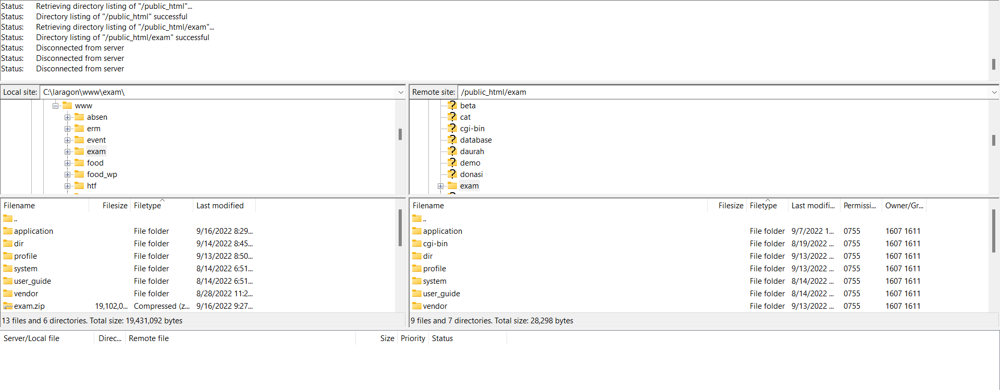 Status: Retrieving directory listing of "/public_html"...
Status: Directory listing of "/public_html" successful
Status: Retrieving directory listing of "/public_html/exam"...
Status: Directory listing of "/public_html/exam" successful
Status: Disconnected from server
Status: Disconnected from server
Status: Disconnected from server
Local site: C:\laragon\www\exam\
www
absen
erm
event
exam
food
food_wp
htf
Remote site: /public_html/exam
beta
cat
cgi-bin
database
daurah
demo
donasi
exam
Filename Filesize Filetype Last modified
..
application File folder 9/16/2022 8:29...
dir File folder 9/14/2022 8:45...
profile File folder 9/13/2022 8:50...
system File folder 8/14/2022 6:51...
user_guide File folder 8/14/2022 6:51...
vendor File folder 8/28/2022 11:2...
exam.zip 19,102,0... Compressed (z... 9/16/2022 9:27...
13 files and 6 directories. Total size: 19,431,092 bytes
Filename Filesize Filetype Last modifi... Permissi... Owner/Gr...
..
application File folder 9/7/2022 1... 0755 1607 1611
cgi-bin File folder 8/19/2022 ... 0755 1607 1611
dir File folder 9/13/2022 ... 0755 1607 1611
profile File folder 9/13/2022 ... 0755 1607 1611
system File folder 8/14/2022 ... 0755 1607 1611
user_guide File folder 8/14/2022 ... 0755 1607 1611
vendor File folder 9/13/2022 ... 0755 1607 1611
9 files and 7 directories. Total size: 28,298 bytes
Server/Local file Direc... Remote file Size Priority Status